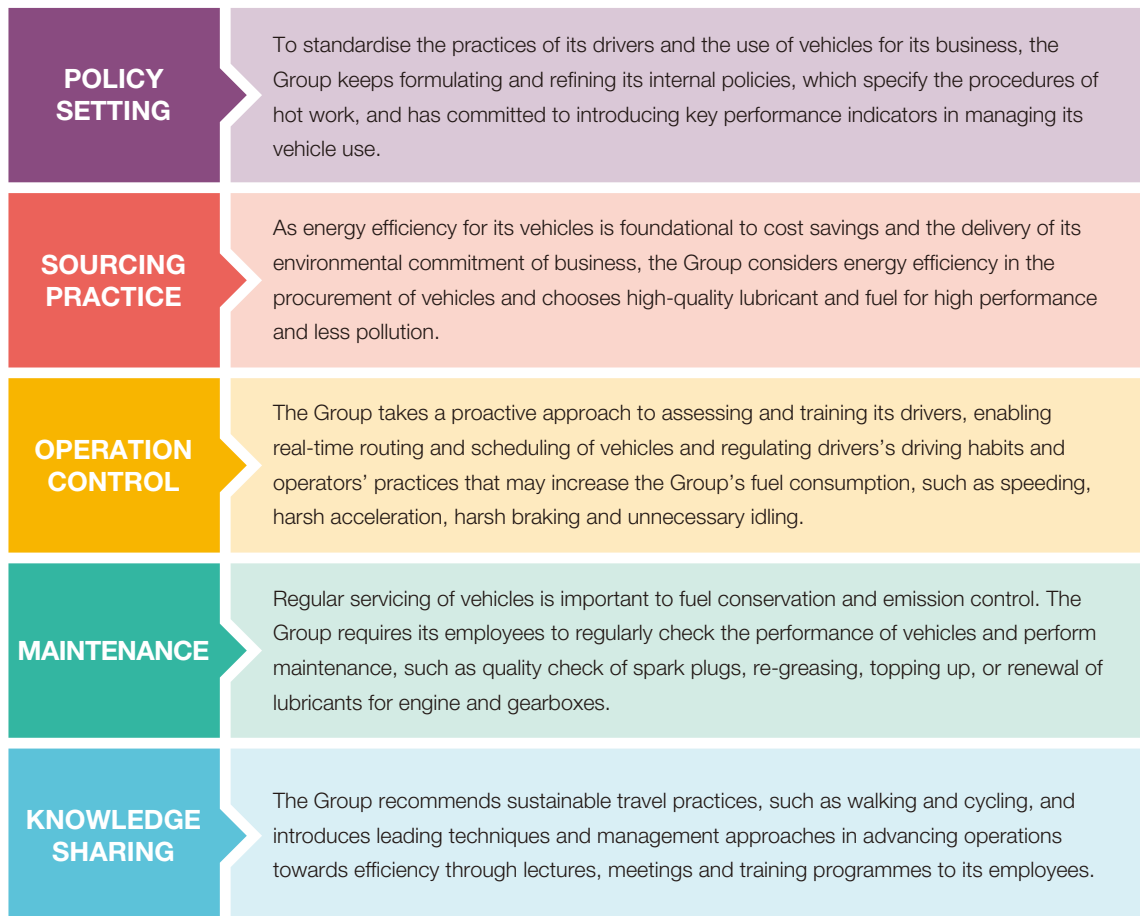 POLICY
SETTING
To standardise the practices of its drivers and the use of vehicles for its business, the
Group keeps formulating and refining its internal policies, which specify the procedures of
hot work, and has committed to introducing key performance indicators in managing its
vehicle use.
SOURCING
PRACTICE
As energy efficiency for its vehicles is foundational to cost savings and the delivery of its
environmental commitment of business, the Group considers energy efficiency in the
procurement of vehicles and chooses high-quality lubricant and fuel for high performance
and less pollution.
OPERATION
CONTROL
The Group takes a proactive approach to assessing and training its drivers, enabling
real-time routing and scheduling of vehicles and regulating drivers's driving habits and
operators' practices that may increase the Group's fuel consumption, such as speeding,
harsh acceleration, harsh braking and unnecessary idling.
MAINTENANCE
Regular servicing of vehicles is important to fuel conservation and emission control. The
Group requires its employees to regularly check the performance of vehicles and perform
maintenance, such as quality check of spark plugs, re-greasing, topping up, or renewal of
lubricants for engine and gearboxes.
KNOWLEDGE
SHARING
The Group recommends sustainable travel practices, such as walking and cycling, and
introduces leading techniques and management approaches in advancing operations
towards efficiency through lectures, meetings and training programmes to its employees.